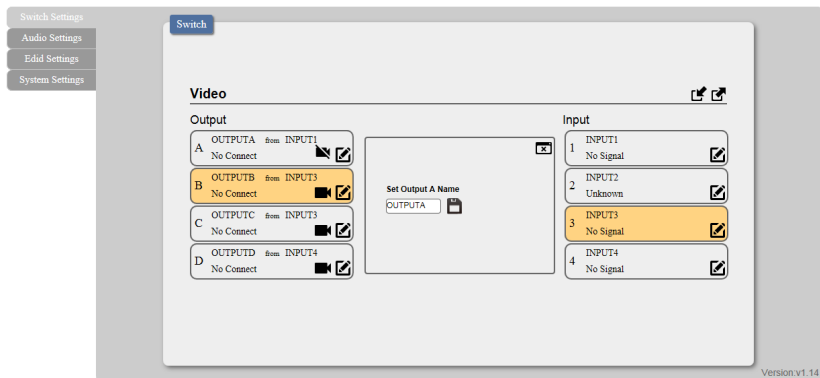 Switch Settings
Audio Settings
Edid Settings
System Settings
Switch
Video
Output
A
OUTPUTA from INPUT1
No Connect
B
OUTPUTB from INPUT3
No Connect
C
OUTPUTC from INPUT3
No Connect
D
OUTPUTD from INPUT4
No Connect
Set Output A Name
OUTPUTA
Input
1
INPUT1
No Signal
2
INPUT2
Unknown
3
INPUT3
No Signal
4
INPUT4
No Signal
Version:v1.14